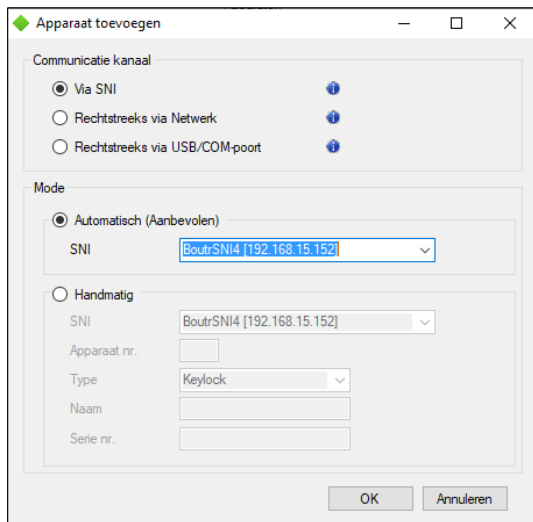 Apparaat toevoegen
Communicatie kanaal
Via SNI
Rechtstreeks via Netwerk
Rechtstreeks via USB/COM-poort
Mode
Automatisch (Aanbevolen)
SNI BoutrSNI4 [192.168.15.152]
Handmatig
SNI BoutrSNI4 [192.168.15.152]
Apparaat nr.
Type Keylock
Naam
Serie nr.
OK Annuleren